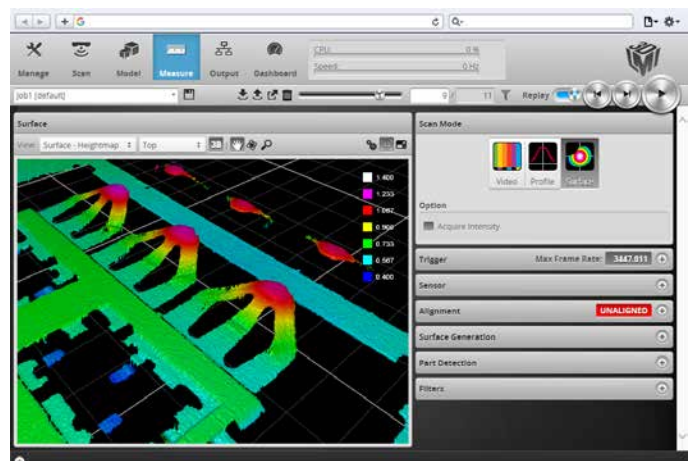 CPU: 0 %
Speed: 0 Hz
Manage Scan Model Measure Output Dashboard
Job1 [default] 9 / 11 Replay
Surface
View: Surface - Heightmap Top
1.400
1.233
1.067
0.900
0.733
0.567
0.400
Scan Mode
Video Profile Surface
Option
Acquire Intensity
Trigger Max Frame Rate: 3447.011
Sensor
Alignment UNALIGNED
Surface Generation
Part Detection
Filters